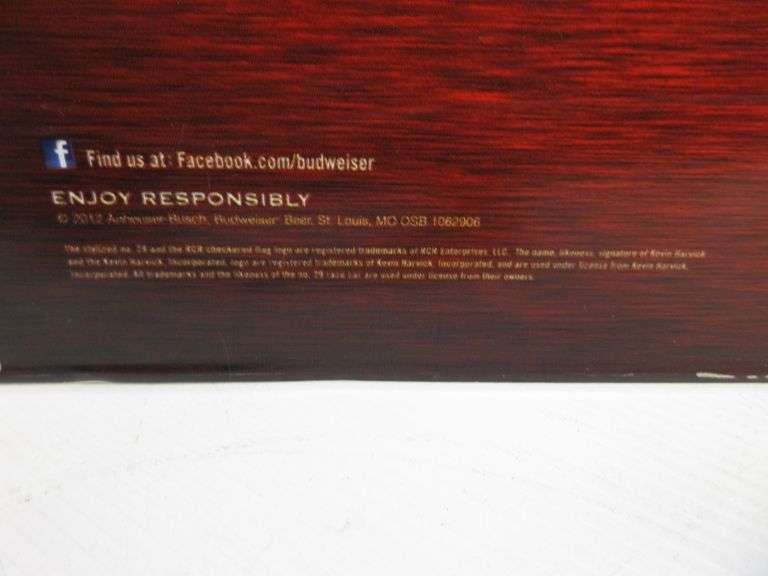 f Find us at: Facebook.com/budweiser
ENJOY RESPONSIBLY
© 2012 Anheuser-Busch, Budweiser® Beer, St. Louis, MO OSB 1062906
The stylized no. 29 and the RCR checkered flag logo are registered trademarks of RCR Enterprises, LLC. The name, likeness, signature of Kevin Harvick
and the Kevin Harvick, Incorporated, logo are registered trademarks of Kevin Harvick, Incorporated, and are used under license from Kevin Harvick,
Incorporated. All trademarks and the likeness of the no. 29 race car are used under license from their owners.